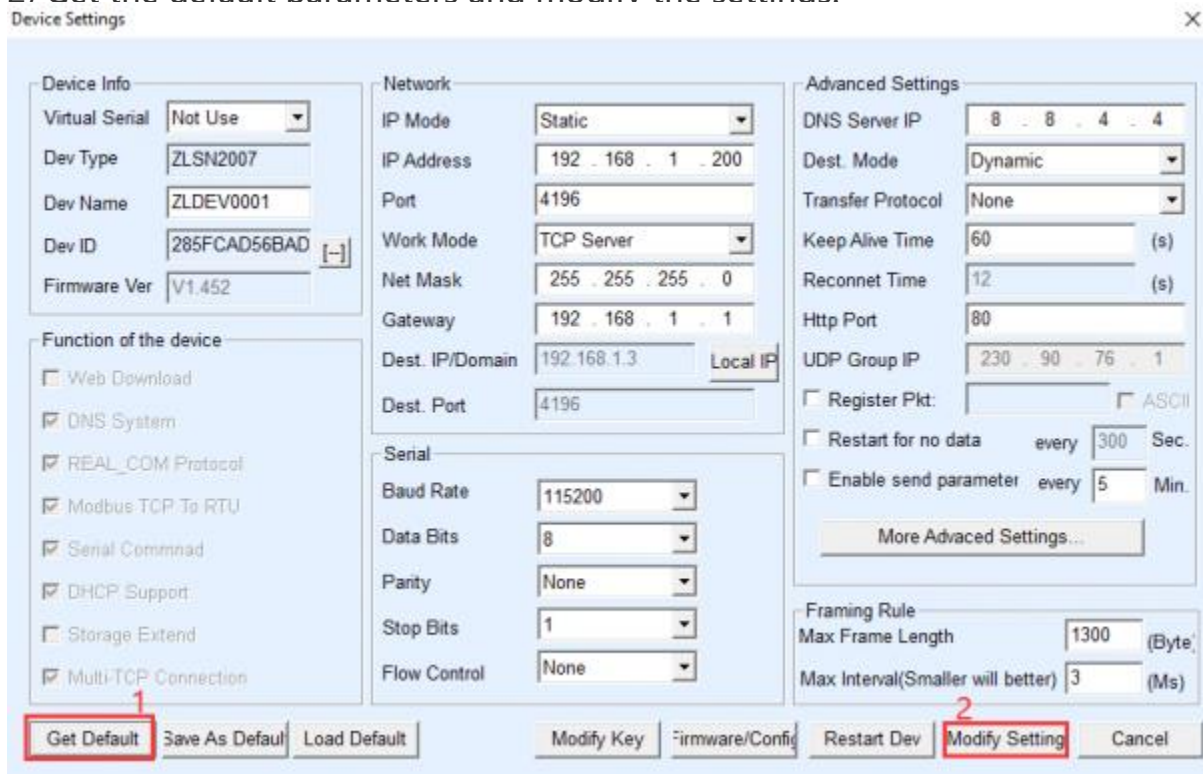 2. Get the default parameters and modify the settings.
Device Settings
Device Info
Virtual Serial Not Use
Dev Type ZLSN2007
Dev Name ZLDEV0001
Dev ID 285FCAD56BAD [--]
Firmware Ver V1.452
Function of the device
Web Download
DNS System
REAL_COM Protocol
Modbus TCP To RTU
Serial Commnad
DHCP Support
Storage Extend
Multi-TCP Connection
Network
IP Mode Static
IP Address 192 . 168 . 1 . 200
Port 4196
Work Mode TCP Server
Net Mask 255 . 255 . 255 . 0
Gateway 192 . 168 . 1 . 1
Dest. IP/Domain 192.168.1.3 Local IP
Dest. Port 4196
Serial
Baud Rate 115200
Data Bits 8
Parity None
Stop Bits 1
Flow Control None
Advanced Settings
DNS Server IP 8 . 8 . 4 . 4
Dest. Mode Dynamic
Transfer Protocol None
Keep Alive Time 60 (s)
Reconnet Time 12 (s)
Http Port 80
UDP Group IP 230 . 90 . 76 . 1
Register Pkt: ASCII
Restart for no data every 300 Sec.
Enable send parameter every 5 Min.
More Advaced Settings...
Framing Rule
Max Frame Length 1300 (Byte
Max Interval(Smaller will better) 3 (Ms)
1 2
Get Default Save As Defaul Load Default Modify Key Firmware/Config Restart Dev Modify Setting Cancel